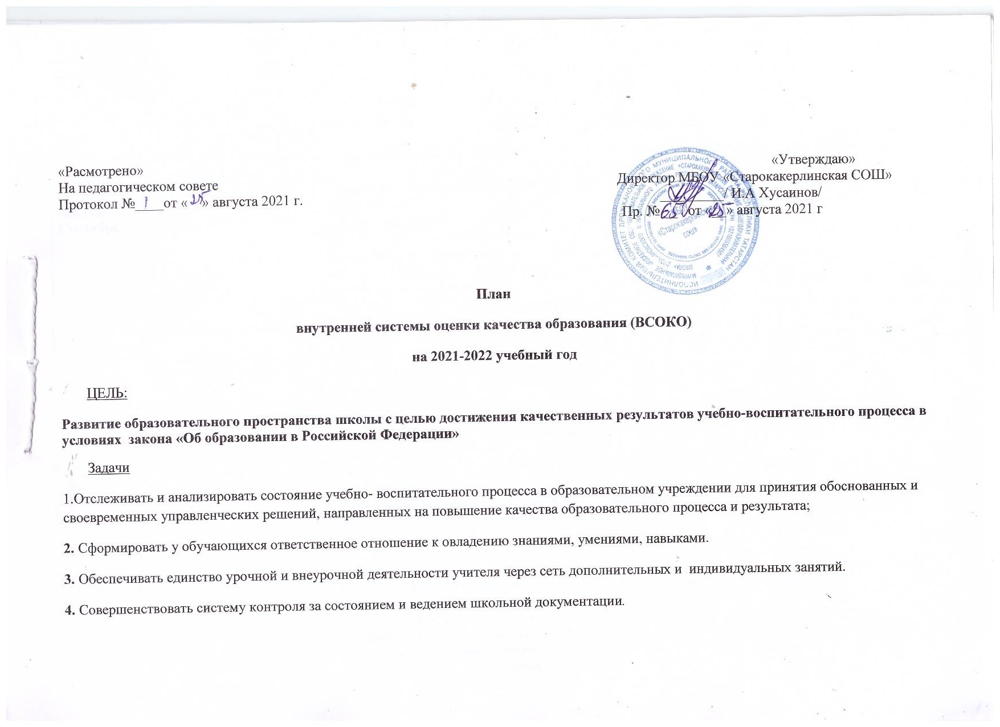 «Расмотрено»
На педагогическом совете
Протокол № 1 от « 25» августа 2021 г.
«Утверждаю»
Директор МБОУ «Старокакерлинская СОШ»
_________/ И.А Хусаинов/
Пр. № 65 от «25» августа 2021 г
«Старокакерлинская
СОШ»
План
внутренней системы оценки качества образования (ВСОКО)
на 2021-2022 учебный год
ЦЕЛЬ:
Развитие образовательного пространства школы с целью достижения качественных результатов учебно-воспитательного процесса в
условиях закона «Об образовании в Российской Федерации»
Задачи
1.Отслеживать и анализировать состояние учебно- воспитательного процесса в образовательном учреждении для принятия обоснованных и
своевременных управленческих решений, направленных на повышение качества образовательного процесса и результата;
2. Сформировать у обучающихся ответственное отношение к овладению знаниями, умениями, навыками.
3. Обеспечивать единство урочной и внеурочной деятельности учителя через сеть дополнительных и индивидуальных занятий.
4. Совершенствовать систему контроля за состоянием и ведением школьной документации.